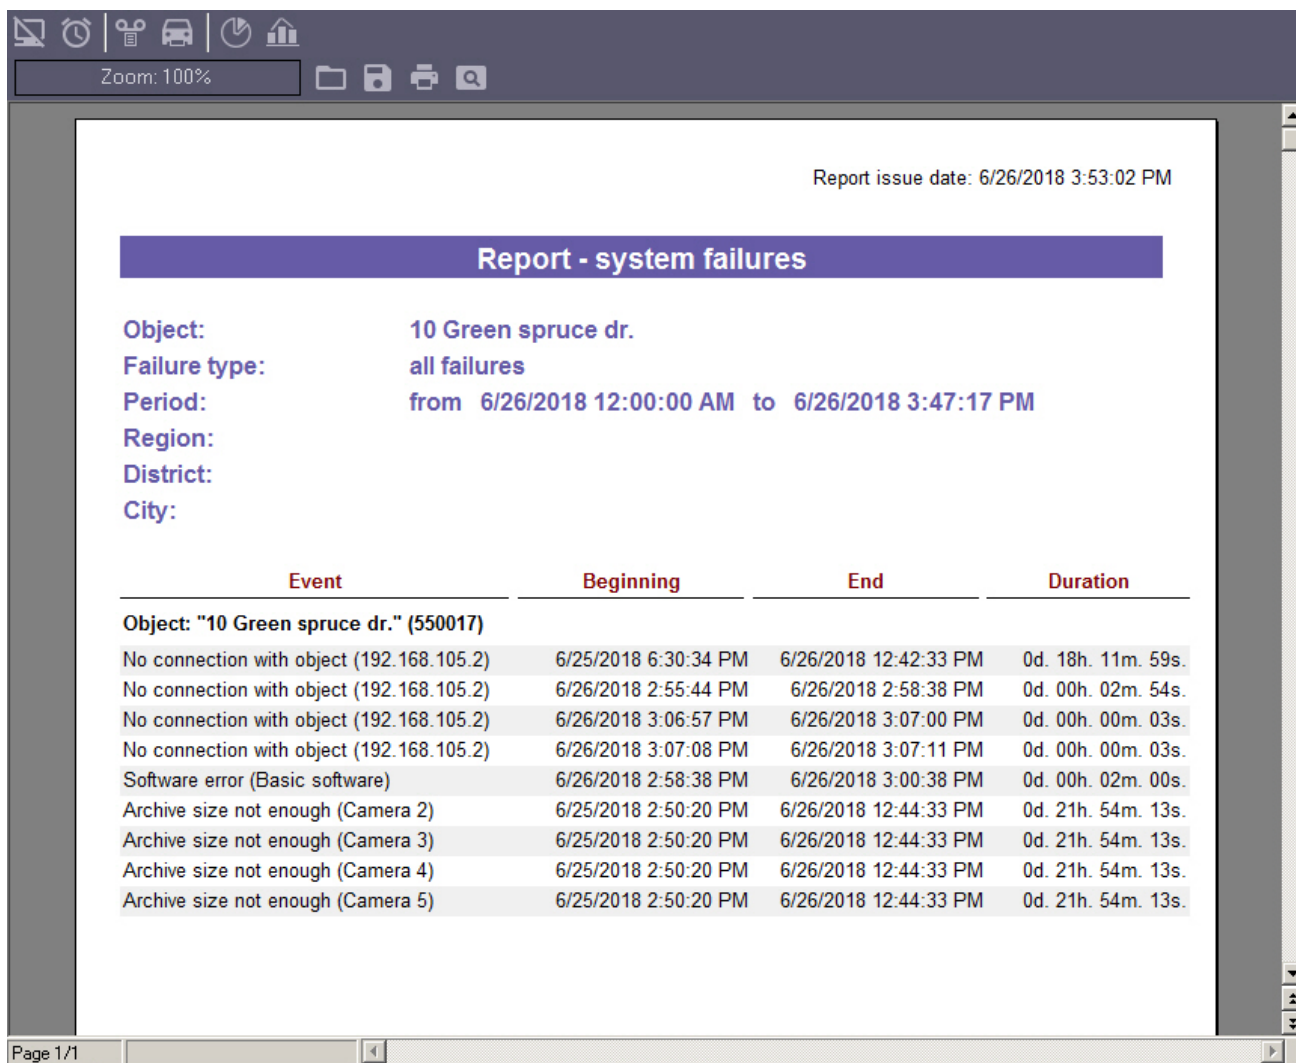 Zoom: 100%
Report issue date: 6/26/2018 3:53:02 PM
Report - system failures
Object: 10 Green spruce dr.
Failure type: all failures
Period: from 6/26/2018 12:00:00 AM to 6/26/2018 3:47:17 PM
Region:
District:
City:
Event Beginning End Duration
Object: "10 Green spruce dr." (550017)
No connection with object (192.168.105.2) 6/25/2018 6:30:34 PM 6/26/2018 12:42:33 PM 0d. 18h. 11m. 59s.
No connection with object (192.168.105.2) 6/26/2018 2:55:44 PM 6/26/2018 2:58:38 PM 0d. 00h. 02m. 54s.
No connection with object (192.168.105.2) 6/26/2018 3:06:57 PM 6/26/2018 3:07:00 PM 0d. 00h. 00m. 03s.
No connection with object (192.168.105.2) 6/26/2018 3:07:08 PM 6/26/2018 3:07:11 PM 0d. 00h. 00m. 03s.
Software error (Basic software) 6/26/2018 2:58:38 PM 6/26/2018 3:00:38 PM 0d. 00h. 02m. 00s.
Archive size not enough (Camera 2) 6/25/2018 2:50:20 PM 6/26/2018 12:44:33 PM 0d. 21h. 54m. 13s.
Archive size not enough (Camera 3) 6/25/2018 2:50:20 PM 6/26/2018 12:44:33 PM 0d. 21h. 54m. 13s.
Archive size not enough (Camera 4) 6/25/2018 2:50:20 PM 6/26/2018 12:44:33 PM 0d. 21h. 54m. 13s.
Archive size not enough (Camera 5) 6/25/2018 2:50:20 PM 6/26/2018 12:44:33 PM 0d. 21h. 54m. 13s.
Page 1/1